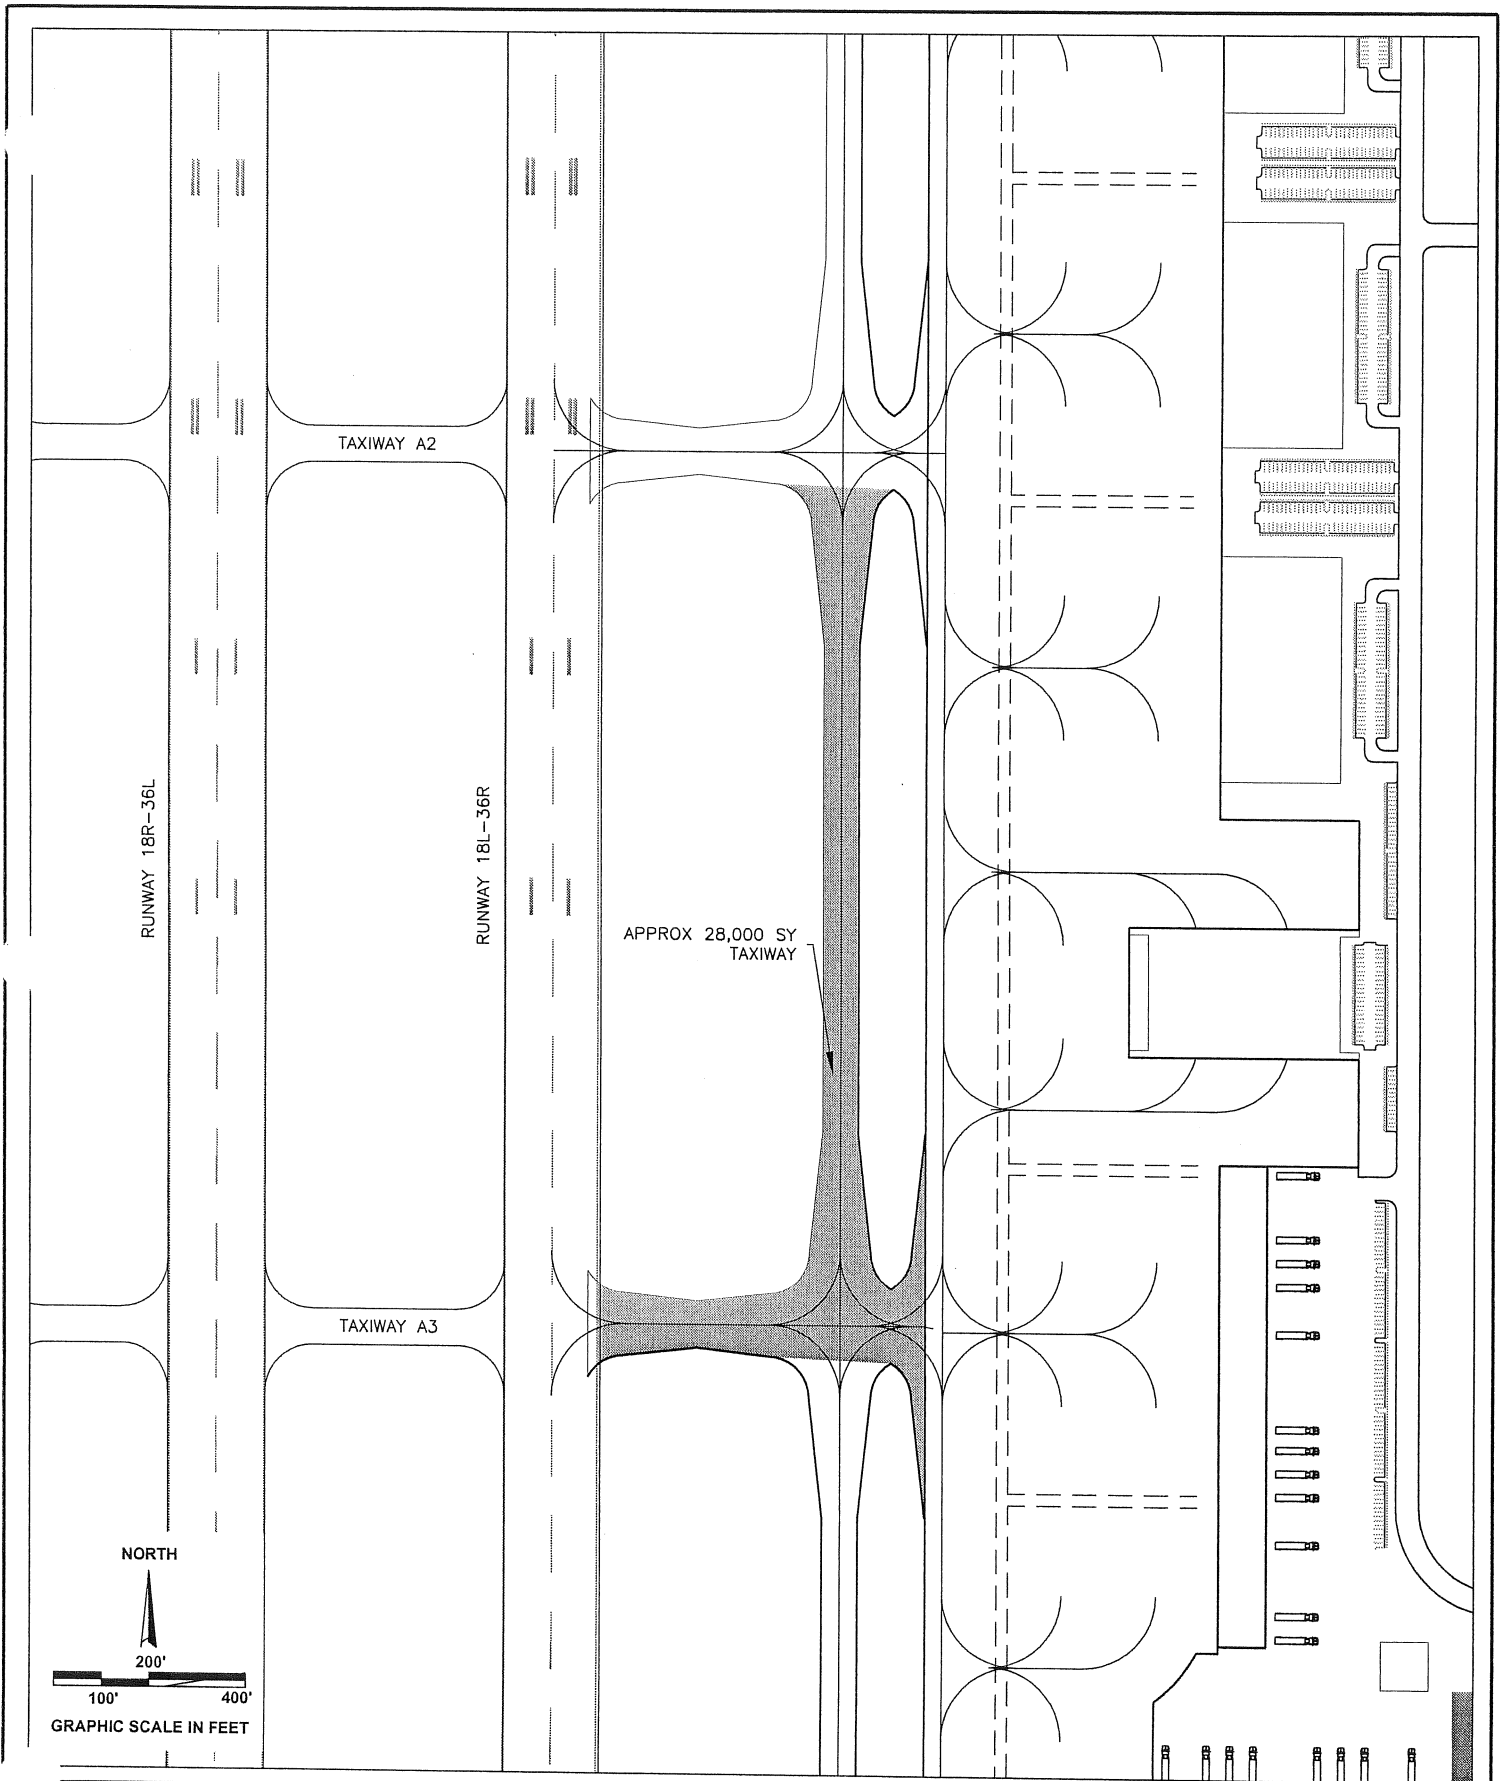 TAXIWAY A2
RUNWAY 18R-36L
RUNWAY 18L-36R
APPROX 28,000 SY
TAXIWAY
TAXIWAY A3
NORTH
200'
100' 400'
GRAPHIC SCALE IN FEET